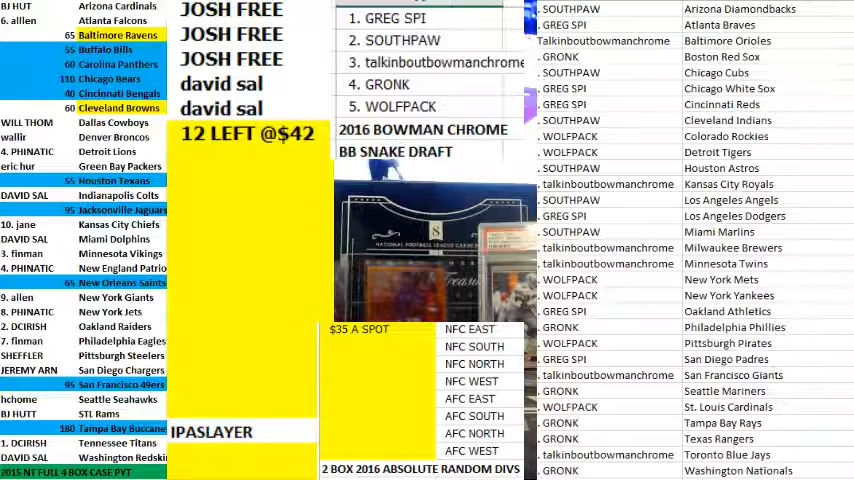 BJ HUT Arizona Cardinals
6. alllen Atlanta Falcons
65 Baltimore Ravens
55 Buffalo Bills
60 Carolina Panthers
110 Chicago Bears
40 Cincinnati Bengals
60 Cleveland Browns
WILL THOM Dallas Cowboys
wallir Denver Broncos
4. PHINATIC Detroit Lions
eric hur Green Bay Packers
55 Houston Texans
DAVID SAL Indianapolis Colts
95 Jacksonville Jaguars
10. jane Kansas City Chiefs
DAVID SAL Miami Dolphins
3. finman Minnesota Vikings
4. PHINATIC New England Patrio
65 New Orleans Saints
9. allen New York Giants
8. PHINATIC New York Jets
2. DCIRISH Oakland Raiders
7. finman Philadelphia Eagles
SHEFFLER Pittsburgh Steelers
JEREMY ARN San Diego Chargers
95 San Francisco 49ers
hchome Seattle Seahawks
BJ HUTT STL Rams
180 Tampa Bay Buccane
1. DCIRISH Tennessee Titans
DAVID SAL Washington Redski
2015 NT FULL 4 BOX CASE PYT
JOSH FREE
JOSH FREE
JOSH FREE
david sal
david sal
12 LEFT @$42
IPASLAYER
1. GREG SPI
2. SOUTHPAW
3. talkinboutbowmanchrome
4. GRONK
5. WOLFPACK
2016 BOWMAN CHROME
BB SNAKE DRAFT
8
NATIONAL FOOTBALL LEAGUE CARDS
Treasures
$35 A SPOT
NFC EAST
NFC SOUTH
NFC NORTH
NFC WEST
AFC EAST
AFC SOUTH
AFC NORTH
AFC WEST
2 BOX 2016 ABSOLUTE RANDOM DIVS
. SOUTHPAW Arizona Diamondbacks
. GREG SPI Atlanta Braves
Talkinboutbowmanchrome Baltimore Orioles
. GRONK Boston Red Sox
. SOUTHPAW Chicago Cubs
. GREG SPI Chicago White Sox
. GREG SPI Cincinnati Reds
. SOUTHPAW Cleveland Indians
. WOLFPACK Colorado Rockies
. WOLFPACK Detroit Tigers
. SOUTHPAW Houston Astros
. talkinboutbowmanchrome Kansas City Royals
. SOUTHPAW Los Angeles Angels
. GREG SPI Los Angeles Dodgers
. SOUTHPAW Miami Marlins
. talkinboutbowmanchrome Milwaukee Brewers
. talkinboutbowmanchrome Minnesota Twins
. WOLFPACK New York Mets
. WOLFPACK New York Yankees
. GREG SPI Oakland Athletics
. GRONK Philadelphia Phillies
. WOLFPACK Pittsburgh Pirates
. GREG SPI San Diego Padres
. talkinboutbowmanchrome San Francisco Giants
. GRONK Seattle Mariners
. WOLFPACK St. Louis Cardinals
. GRONK Tampa Bay Rays
. GRONK Texas Rangers
. talkinboutbowmanchrome Toronto Blue Jays
. GRONK Washington Nationals